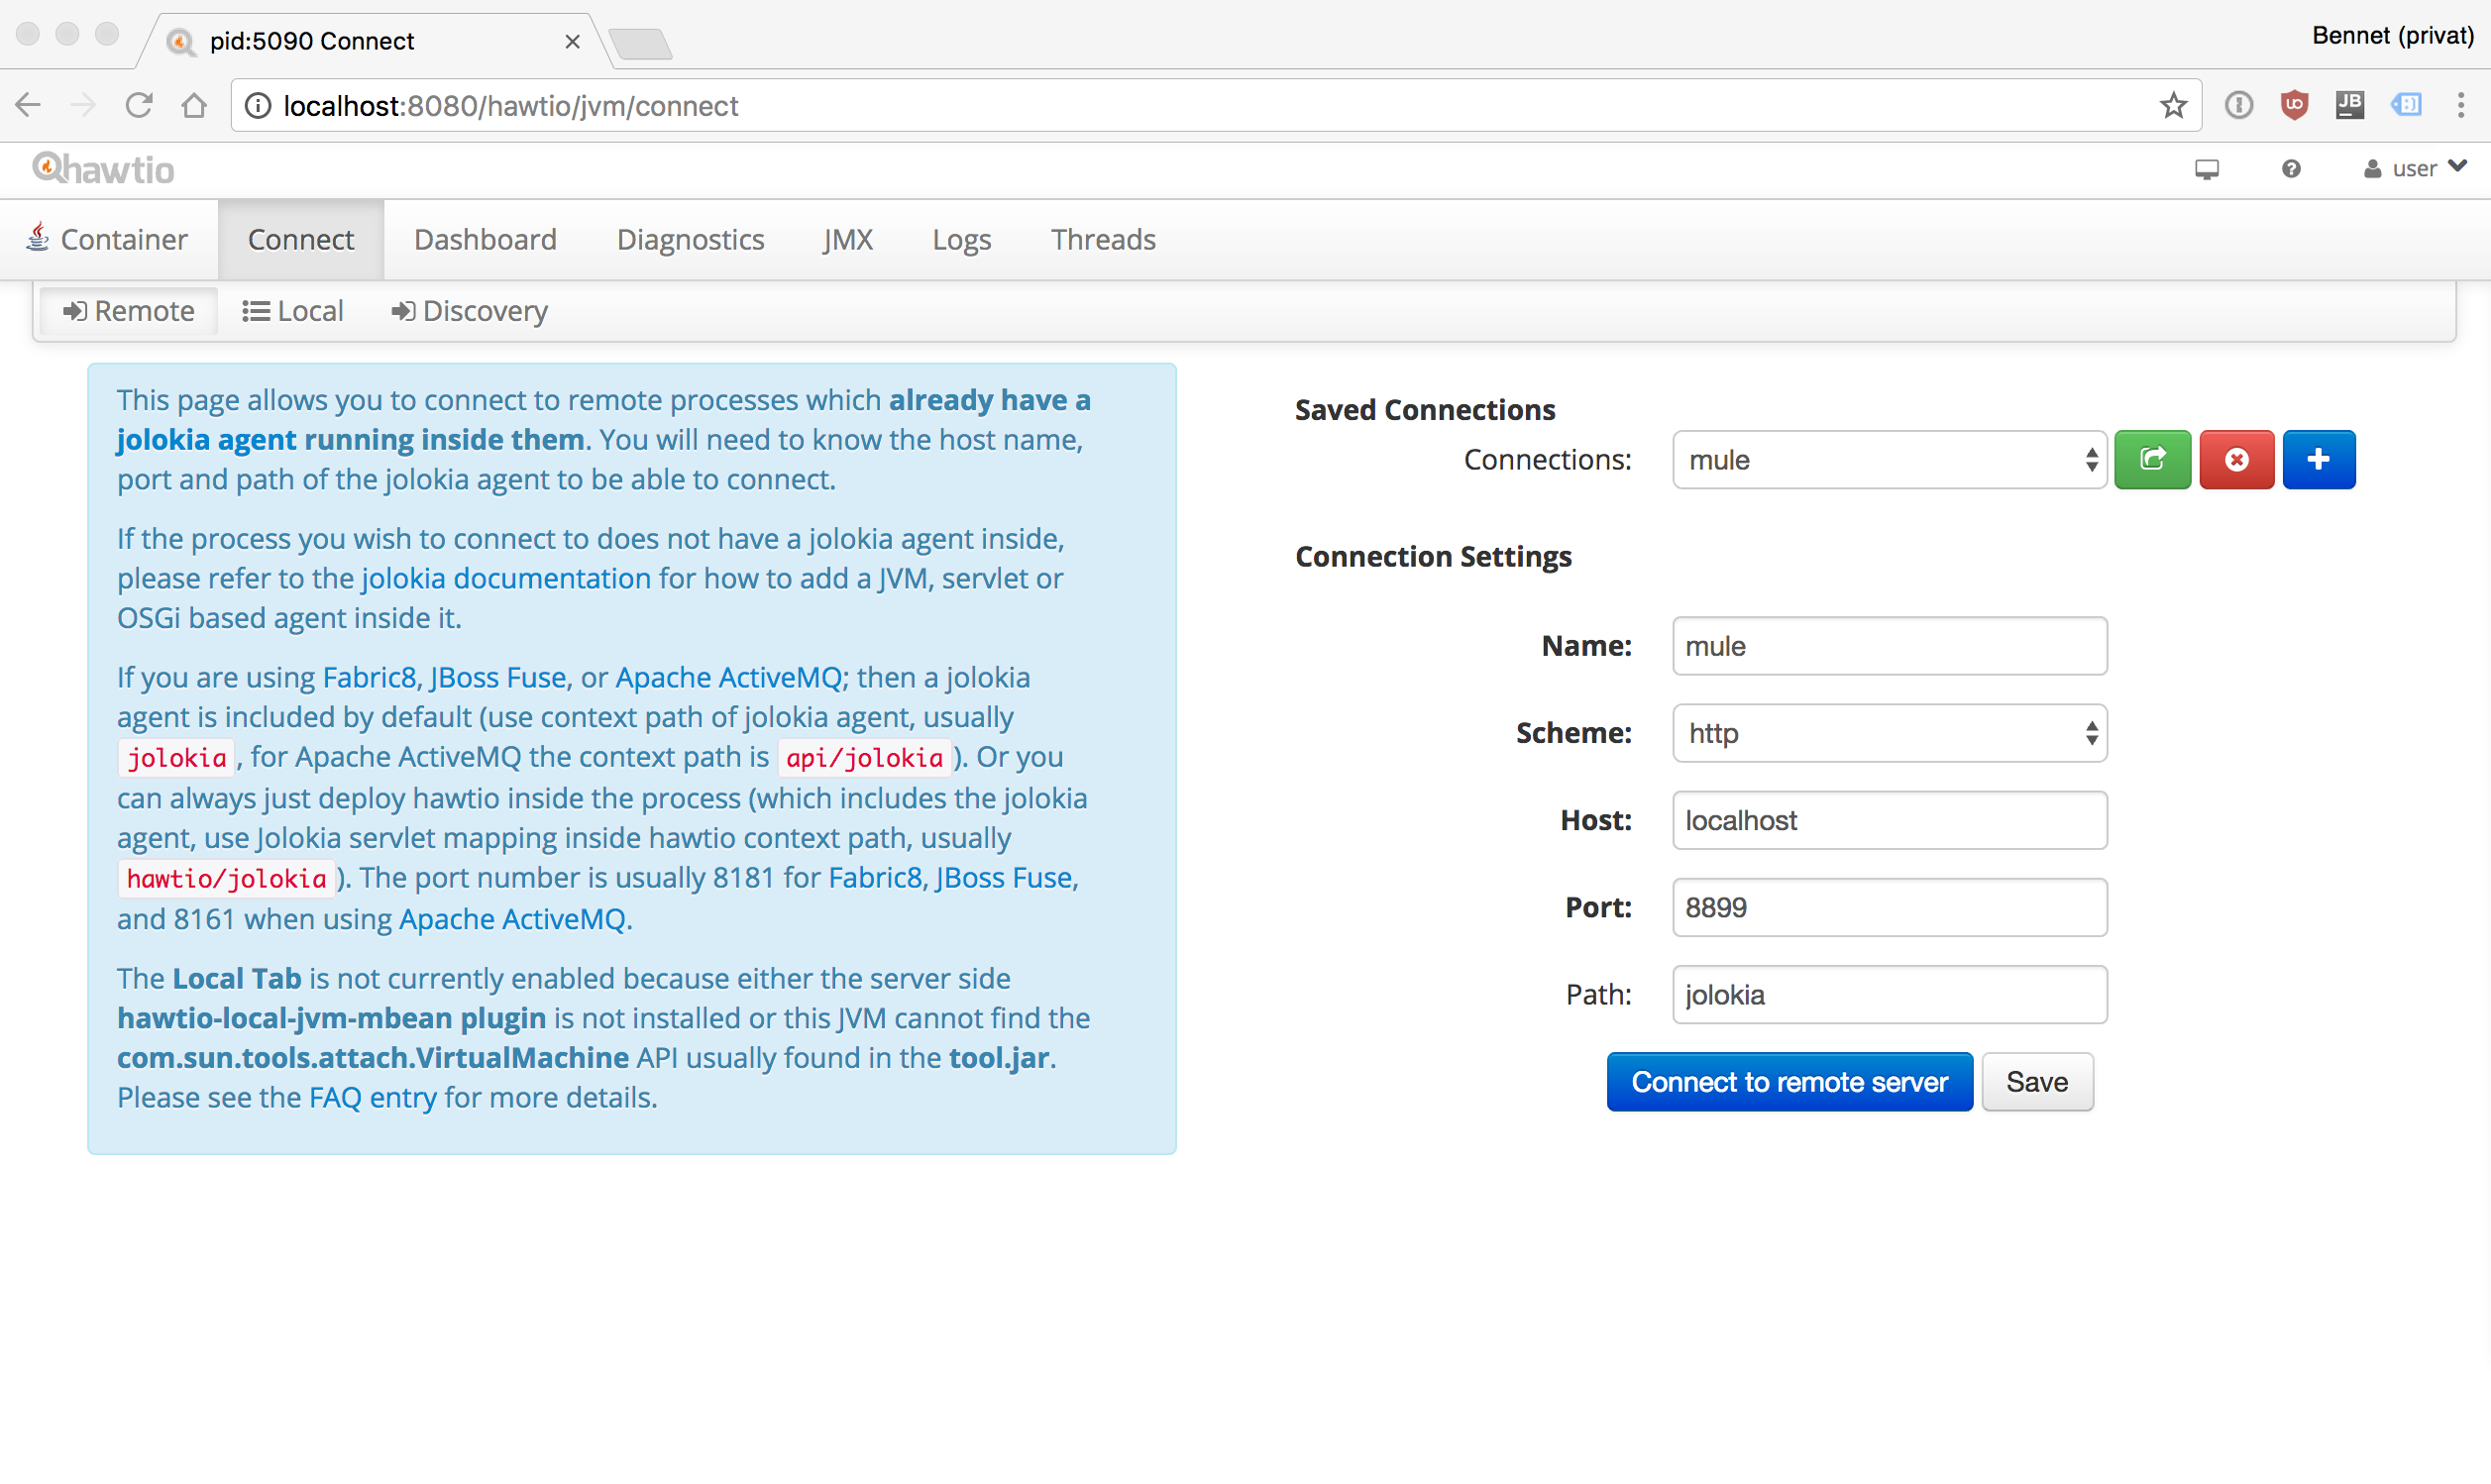 pid:5090 Connect
Bennet (privat)
localhost:8080/hawtio/jvm/connect
hawtio
user
Container Connect Dashboard Diagnostics JMX Logs Threads
Remote Local Discovery
This page allows you to connect to remote processes which already have a
jolokia agent running inside them. You will need to know the host name,
port and path of the jolokia agent to be able to connect.
If the process you wish to connect to does not have a jolokia agent inside,
please refer to the jolokia documentation for how to add a JVM, servlet or
OSGi based agent inside it.
If you are using Fabric8, JBoss Fuse, or Apache ActiveMQ; then a jolokia
agent is included by default (use context path of jolokia agent, usually
jolokia , for Apache ActiveMQ the context path is api/jolokia ). Or you
can always just deploy hawtio inside the process (which includes the jolokia
agent, use Jolokia servlet mapping inside hawtio context path, usually
hawtio/jolokia ). The port number is usually 8181 for Fabric8, JBoss Fuse,
and 8161 when using Apache ActiveMQ.
The Local Tab is not currently enabled because either the server side
hawtio-local-jvm-mbean plugin is not installed or this JVM cannot find the
com.sun.tools.attach.VirtualMachine API usually found in the tool.jar.
Please see the FAQ entry for more details.
Saved Connections
Connections: mule
Connection Settings
Name: mule
Scheme: http
Host: localhost
Port: 8899
Path: jolokia
Connect to remote server Save